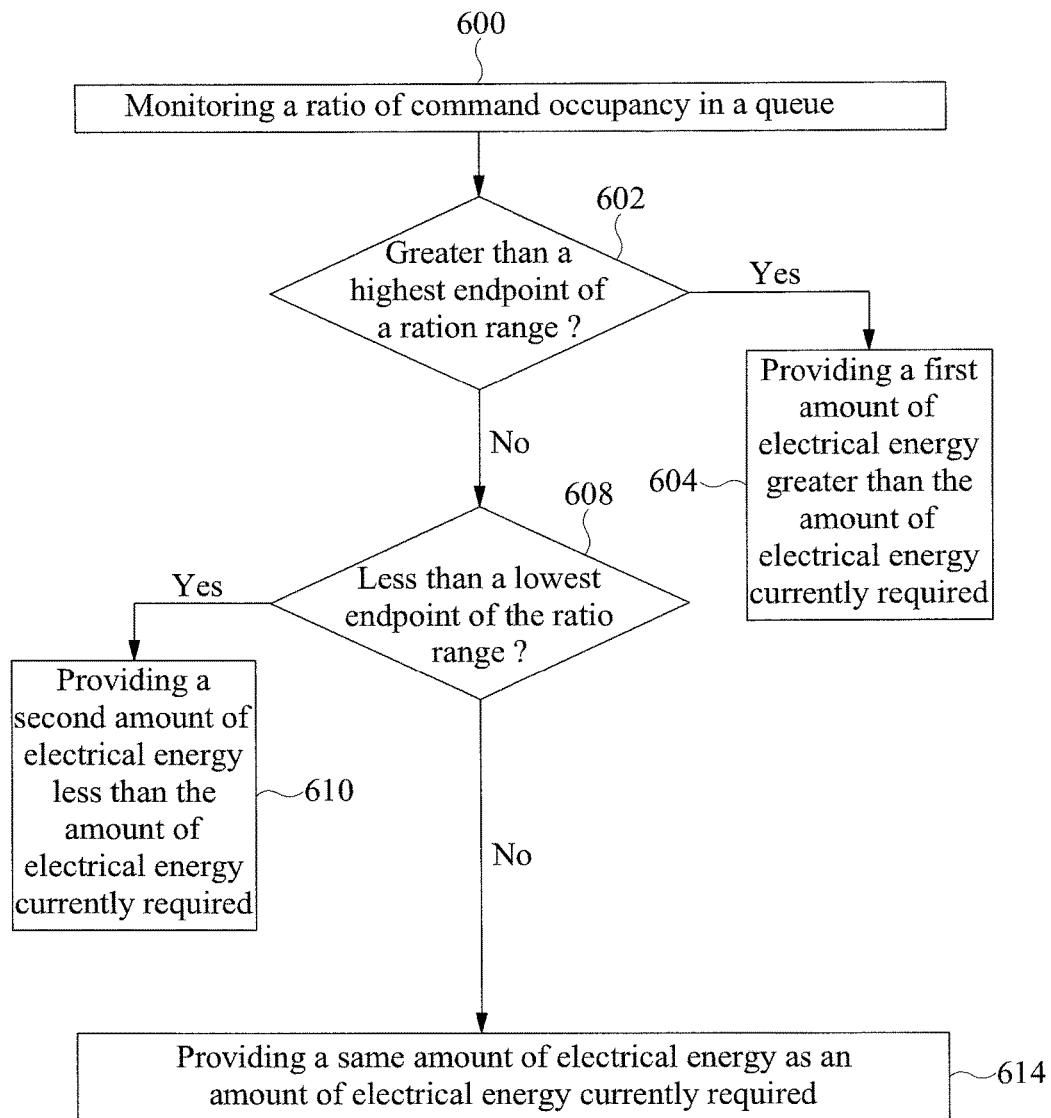 600
Monitoring a ratio of command occupancy in a queue
602
Greater than a
highest endpoint of
a ration range ?
Yes
No
Providing a first
amount of
electrical energy
greater than the
amount of
electrical energy
currently required
604
608
Less than a lowest
endpoint of the ratio
range ?
Yes
Providing a
second amount of
electrical energy
less than the
amount of
electrical energy
currently required
610
No
Providing a same amount of electrical energy as an
amount of electrical energy currently required
614